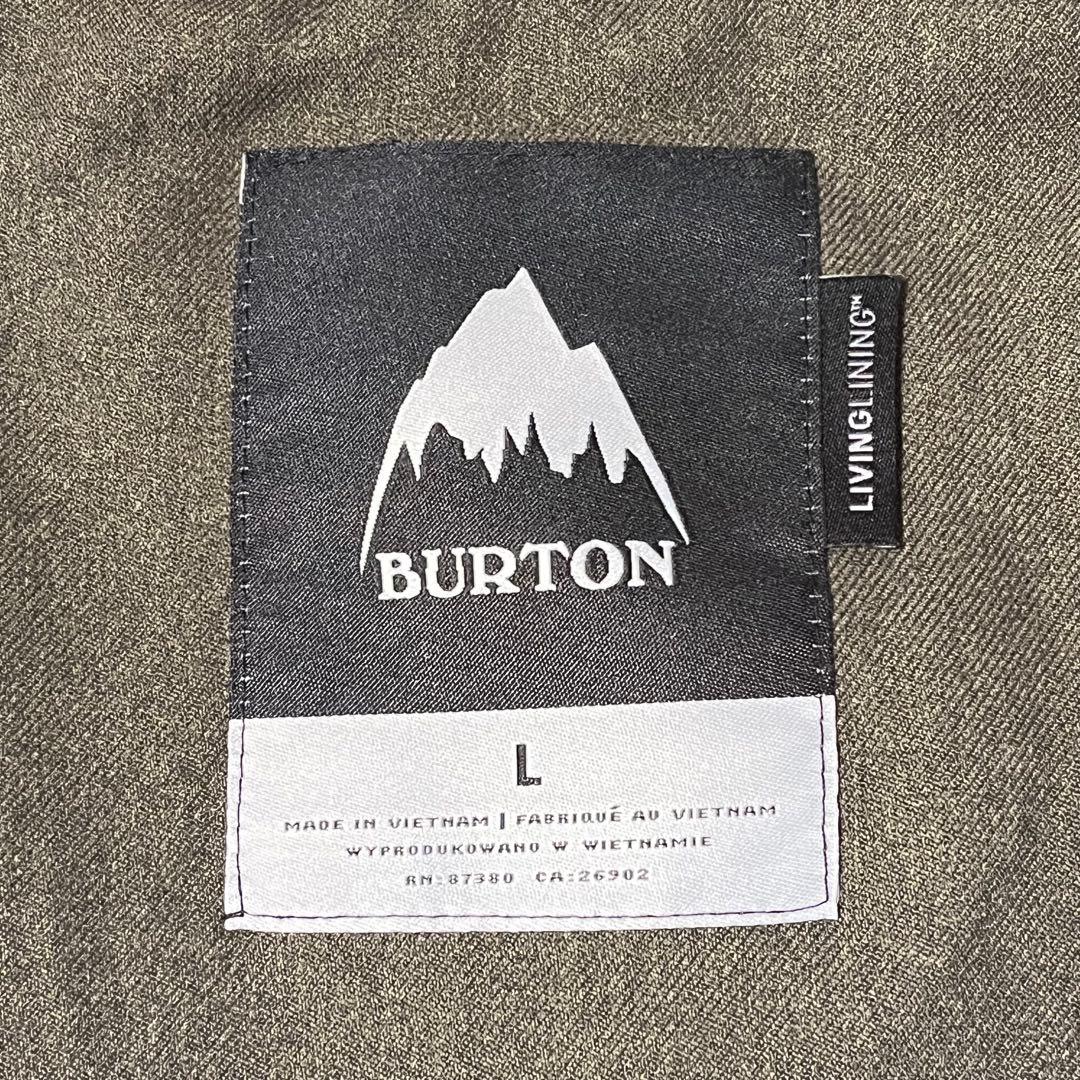 BURTON
LIVINGLINING™
L
MADE IN VIETNAM | FABRIQUÉ AU VIETNAM
WYPRODUKOWANO W WIETNAMIE
RN:87380 CA:26902